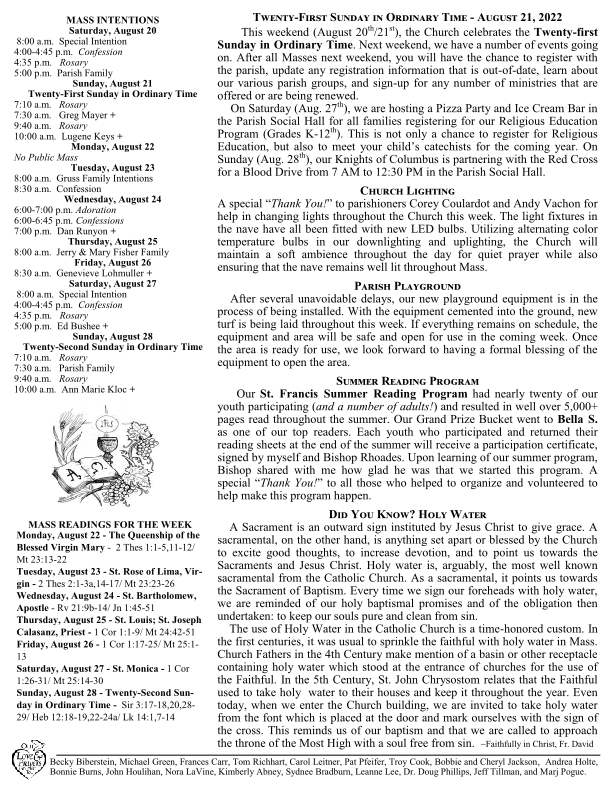 MASS INTENTIONS
Saturday, August 20
8:00 a.m.  Special Intention
4:00-4:45 p.m.  Confession
4:35 p.m.  Rosary
5:00 p.m.  Parish Family
Sunday, August 21
Twenty-First Sunday in Ordinary Time
7:10 a.m.  Rosary
7:30 a.m.  Greg Mayer +
9:40 a.m.  Rosary
10:00 a.m.  Lugene Keys +
Monday, August 22
No Public Mass
Tuesday, August 23
8:00 a.m.  Gruss Family Intentions
8:30 a.m.  Confession
Wednesday, August 24
6:00-7:00 p.m. Adoration
6:00-6:45 p.m.  Confessions
7:00 p.m.  Dan Runyon +
Thursday, August 25
8:00 a.m.  Jerry & Mary Fisher Family
Friday, August 26
8:30 a.m.  Genevieve Lohmuller +
Saturday, August 27
8:00 a.m.  Special Intention
4:00-4:45 p.m.  Confession
4:35 p.m.  Rosary
5:00 p.m.  Ed Bushee +
Sunday, August 28
Twenty-Second Sunday in Ordinary Time
7:10 a.m.  Rosary
7:30 a.m.  Parish Family
9:40 a.m.  Rosary
10:00 a.m.  Ann Marie Kloc +
IHS
Α Ω
MASS READINGS FOR THE WEEK
Monday, August 22 - The Queenship of the
Blessed Virgin Mary -  2 Thes 1:1-5,11-12/
Mt 23:13-22
Tuesday, August 23 - St. Rose of Lima, Vir-
gin - 2 Thes 2:1-3a,14-17/ Mt 23:23-26
Wednesday, August 24 - St. Bartholomew,
Apostle - Rv 21:9b-14/ Jn 1:45-51
Thursday, August 25 - St. Louis; St. Joseph
Calasanz, Priest - 1 Cor 1:1-9/ Mt 24:42-51
Friday, August 26 - 1 Cor 1:17-25/ Mt 25:1-
13
Saturday, August 27 - St. Monica - 1 Cor
1:26-31/ Mt 25:14-30
Sunday, August 28 - Twenty-Second Sun-
day in Ordinary Time - Sir 3:17-18,20,28-
29/ Heb 12:18-19,22-24a/ Lk 14:1,7-14
TWENTY-FIRST SUNDAY IN ORDINARY TIME - AUGUST 21, 2022
This weekend (August 20th/21st), the Church celebrates the Twenty-first
Sunday in Ordinary Time. Next weekend, we have a number of events going
on. After all Masses next weekend, you will have the chance to register with
the parish, update any registration information that is out-of-date, learn about
our various parish groups, and sign-up for any number of ministries that are
offered or are being renewed.
On Saturday (Aug. 27th), we are hosting a Pizza Party and Ice Cream Bar in
the Parish Social Hall for all families registering for our Religious Education
Program (Grades K-12th). This is not only a chance to register for Religious
Education, but also to meet your child's catechists for the coming year. On
Sunday (Aug. 28th), our Knights of Columbus is partnering with the Red Cross
for a Blood Drive from 7 AM to 12:30 PM in the Parish Social Hall.
CHURCH LIGHTING
A special "Thank You!" to parishioners Corey Coulardot and Andy Vachon for
help in changing lights throughout the Church this week. The light fixtures in
the nave have all been fitted with new LED bulbs. Utilizing alternating color
temperature bulbs in our downlighting and uplighting, the Church will
maintain a soft ambience throughout the day for quiet prayer while also
ensuring that the nave remains well lit throughout Mass.
PARISH PLAYGROUND
After several unavoidable delays, our new playground equipment is in the
process of being installed. With the equipment cemented into the ground, new
turf is being laid throughout this week. If everything remains on schedule, the
equipment and area will be safe and open for use in the coming week. Once
the area is ready for use, we look forward to having a formal blessing of the
equipment to open the area.
SUMMER READING PROGRAM
Our St. Francis Summer Reading Program had nearly twenty of our
youth participating (and a number of adults!) and resulted in well over 5,000+
pages read throughout the summer. Our Grand Prize Bucket went to Bella S.
as one of our top readers. Each youth who participated and returned their
reading sheets at the end of the summer will receive a participation certificate,
signed by myself and Bishop Rhoades. Upon learning of our summer program,
Bishop shared with me how glad he was that we started this program. A
special "Thank You!" to all those who helped to organize and volunteered to
help make this program happen.
DID YOU KNOW? HOLY WATER
A Sacrament is an outward sign instituted by Jesus Christ to give grace. A
sacramental, on the other hand, is anything set apart or blessed by the Church
to excite good thoughts, to increase devotion, and to point us towards the
Sacraments and Jesus Christ. Holy water is, arguably, the most well known
sacramental from the Catholic Church. As a sacramental, it points us towards
the Sacrament of Baptism. Every time we sign our foreheads with holy water,
we are reminded of our holy baptismal promises and of the obligation then
undertaken: to keep our souls pure and clean from sin.
The use of Holy Water in the Catholic Church is a time-honored custom. In
the first centuries, it was usual to sprinkle the faithful with holy water in Mass.
Church Fathers in the 4th Century make mention of a basin or other receptacle
containing holy water which stood at the entrance of churches for the use of
the Faithful. In the 5th Century, St. John Chrysostom relates that the Faithful
used to take holy  water to their houses and keep it throughout the year. Even
today, when we enter the Church, we are invited to take holy water
from the font which is placed at the door and mark ourselves with the sign of
the cross. This reminds us of our baptism and that we are called to approach
the throne of the Most High with a soul free from sin.  –Faithfully in Christ, Fr. David
Our Love & Prayers
Becky Biberstein, Michael Green, Frances Carr, Tom Richhart, Carol Leitner, Pat Pfeifer, Troy Cook, Bobbie and Cheryl Jackson,  Andrea Holte,
Bonnie Burns, John Houlihan, Nora LaVine, Kimberly Abney, Sydnee Bradburn, Leanne Lee, Dr. Doug Phillips, Jeff Tillman, and Marj Pogue.